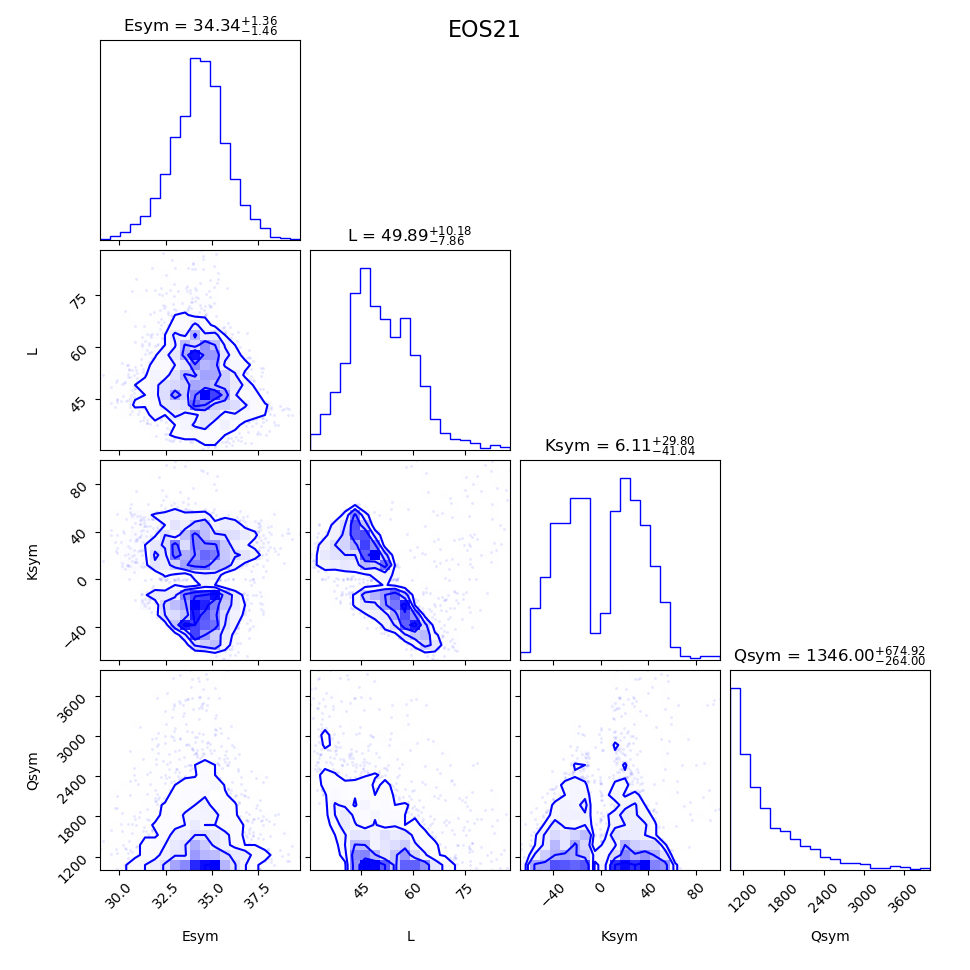 EOS21
Esym = 34.34+1.36 −1.46
L = 49.89+10.18 −7.86
75
60
45
L
Ksym = 6.11+29.80 −41.04
80
40
0
−40
Ksym
Qsym = 1346.00+674.92 −264.00
3600
3000
2400
1800
1200
Qsym
30.0 32.5 35.0 37.5
45 60 75
−40 0 40 80
1200 1800 2400 3000 3600
Esym L Ksym Qsym